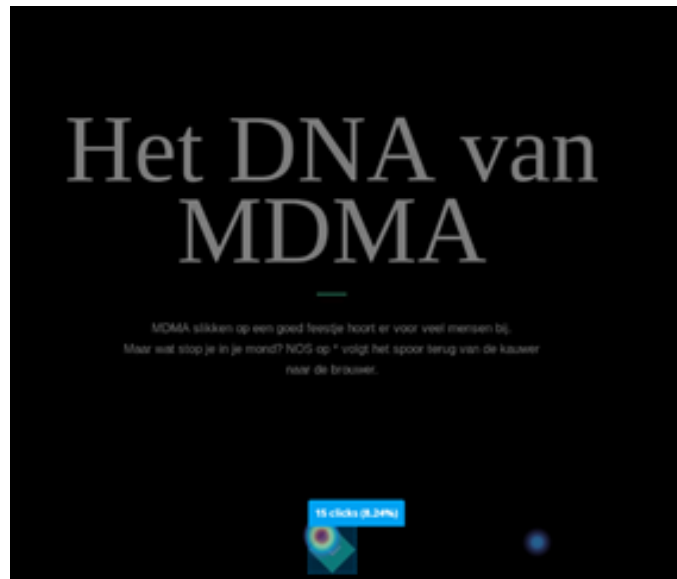 Het DNA van
MDMA
MDMA slikken op een goed feestje hoort er voor veel mensen bij.
Maar wat stop je in je mond? NOS op * volgt het spoor terug van de kauwer
naar de brouwer.
15 clicks (8.24%)